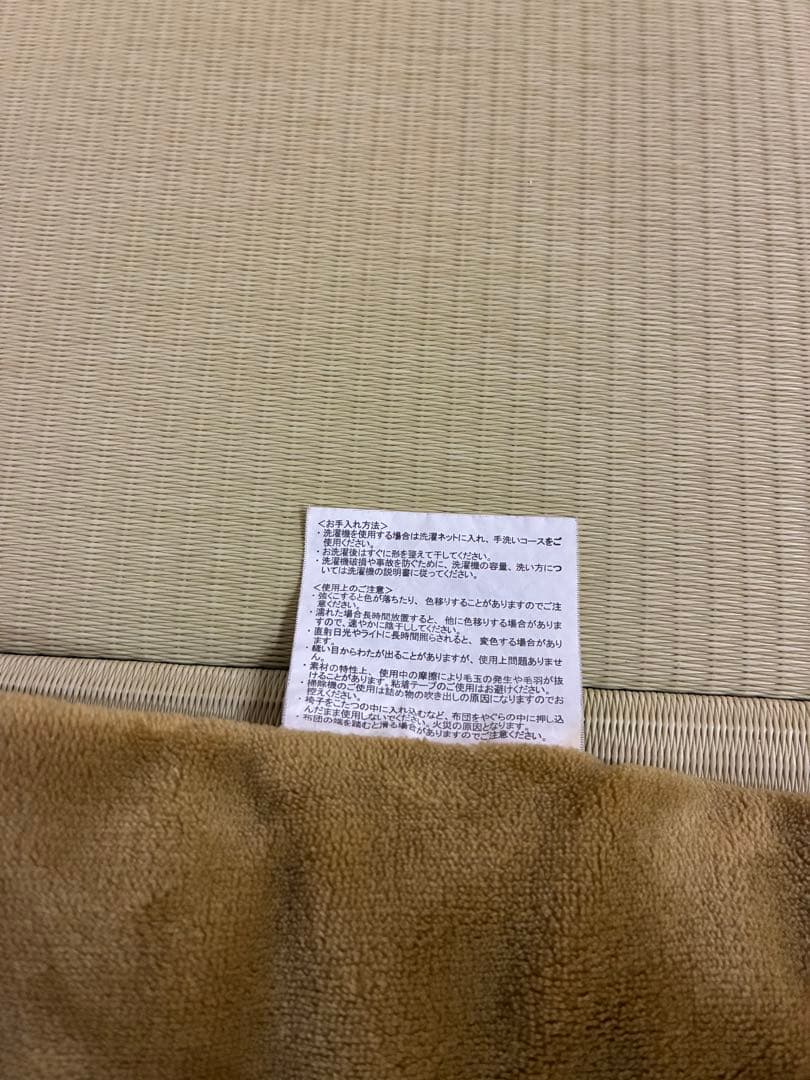 <お手入れ方法>
・洗濯機を使用する場合は洗濯ネットに入れ、手洗いコースをご
使用ください。
・お洗濯後はすぐに形を整えて干してください。
・洗濯機破損や事故を防ぐために、洗濯機の容量、洗い方につ
いては洗濯機の説明書に従ってください。
<使用上のご注意>
・強くこすると色が落ちたり、色移りすることがありますのでご注
意ください。
・濡れた場合長時間放置すると、他に色移りする場合がありま
すので、速やかに陰干ししてください。
・直射日光やライトに長時間照らされると、変色する場合があり
ます。
・縫い目からわたが出ることがありますが、使用上問題ありませ
ん。
・素材の特性上、使用中の摩擦により毛玉の発生や毛羽が抜
けることがあります。粘着テープのご使用はお避けください。
・掃除機のご使用は詰め物の吹き出しの原因になりますのでお
控えください。
・椅子をこたつの中に入れ込むなど、布団をやぐらの中に押し込
んだまま使用しないでください。火災の原因となります。
・布団の端を踏むと滑る場合がありますのでご注意ください。